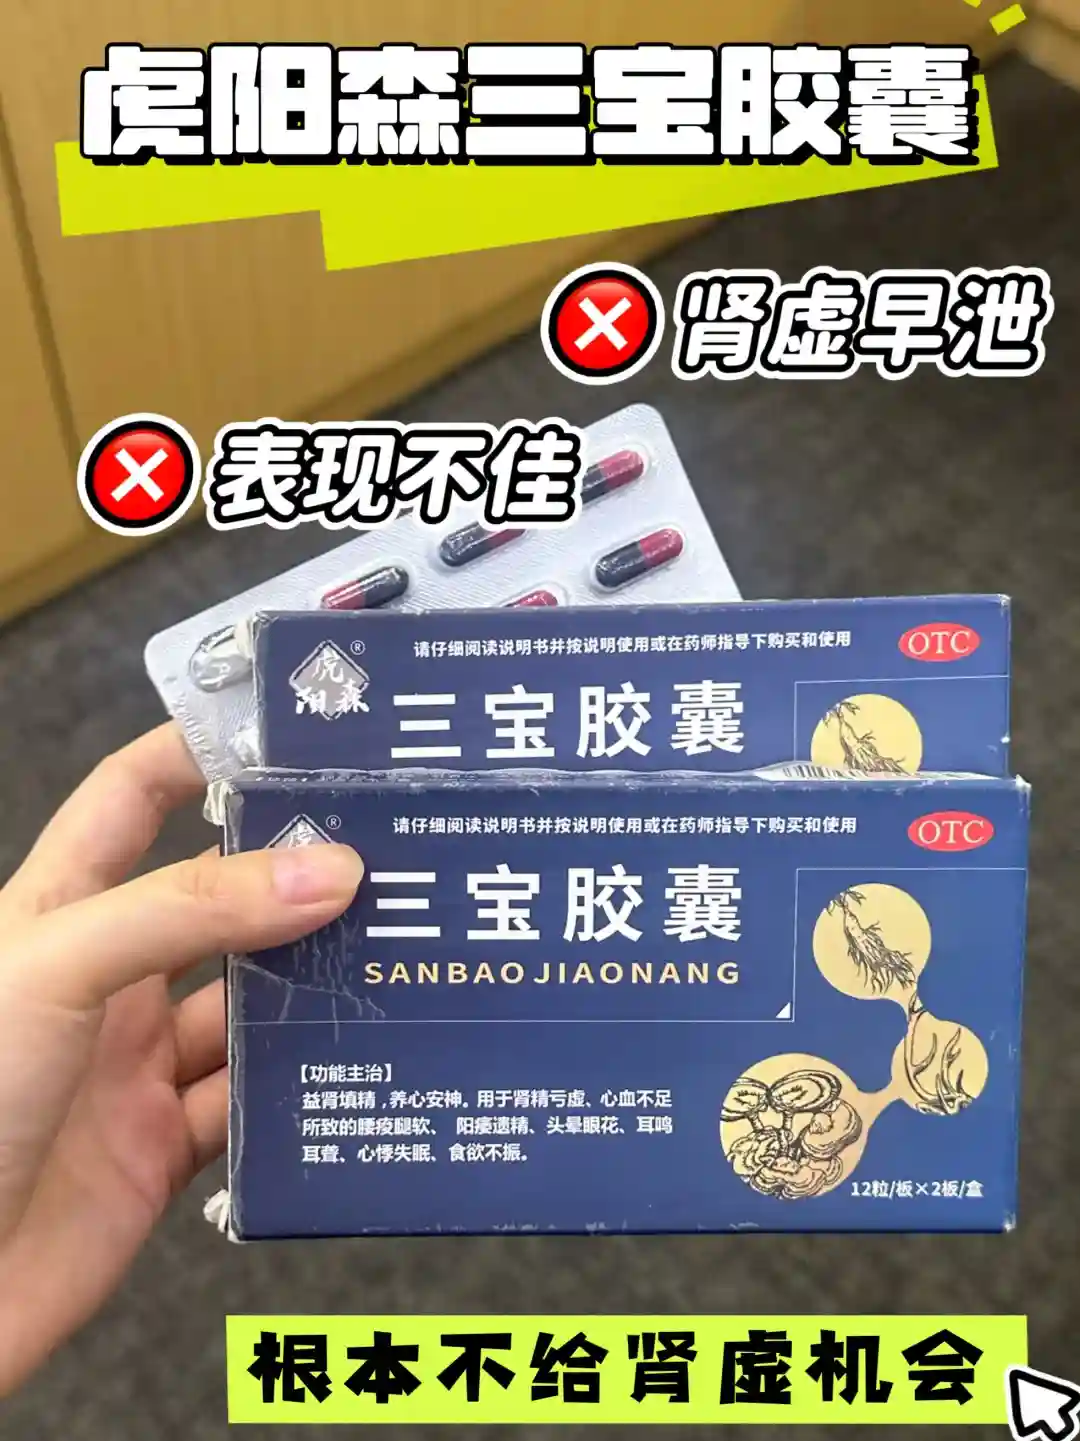 虎阳森三宝胶囊
肾虚早泄
表现不佳
虎
阳森
®
请仔细阅读说明书并按说明使用或在药师指导下购买和使用
OTC
三宝胶囊
虎
®
请仔细阅读说明书并按说明使用或在药师指导下购买和使用
OTC
三宝胶囊
SANBAO JIAONANG
【功能主治】
益肾填精,养心安神。用于肾精亏虚、心血不足
所致的腰痠腿软、阳痿遗精、头晕眼花、耳鸣
耳聋、心悸失眠、食欲不振。
12粒/板×2板/盒
根本不给肾虚机会